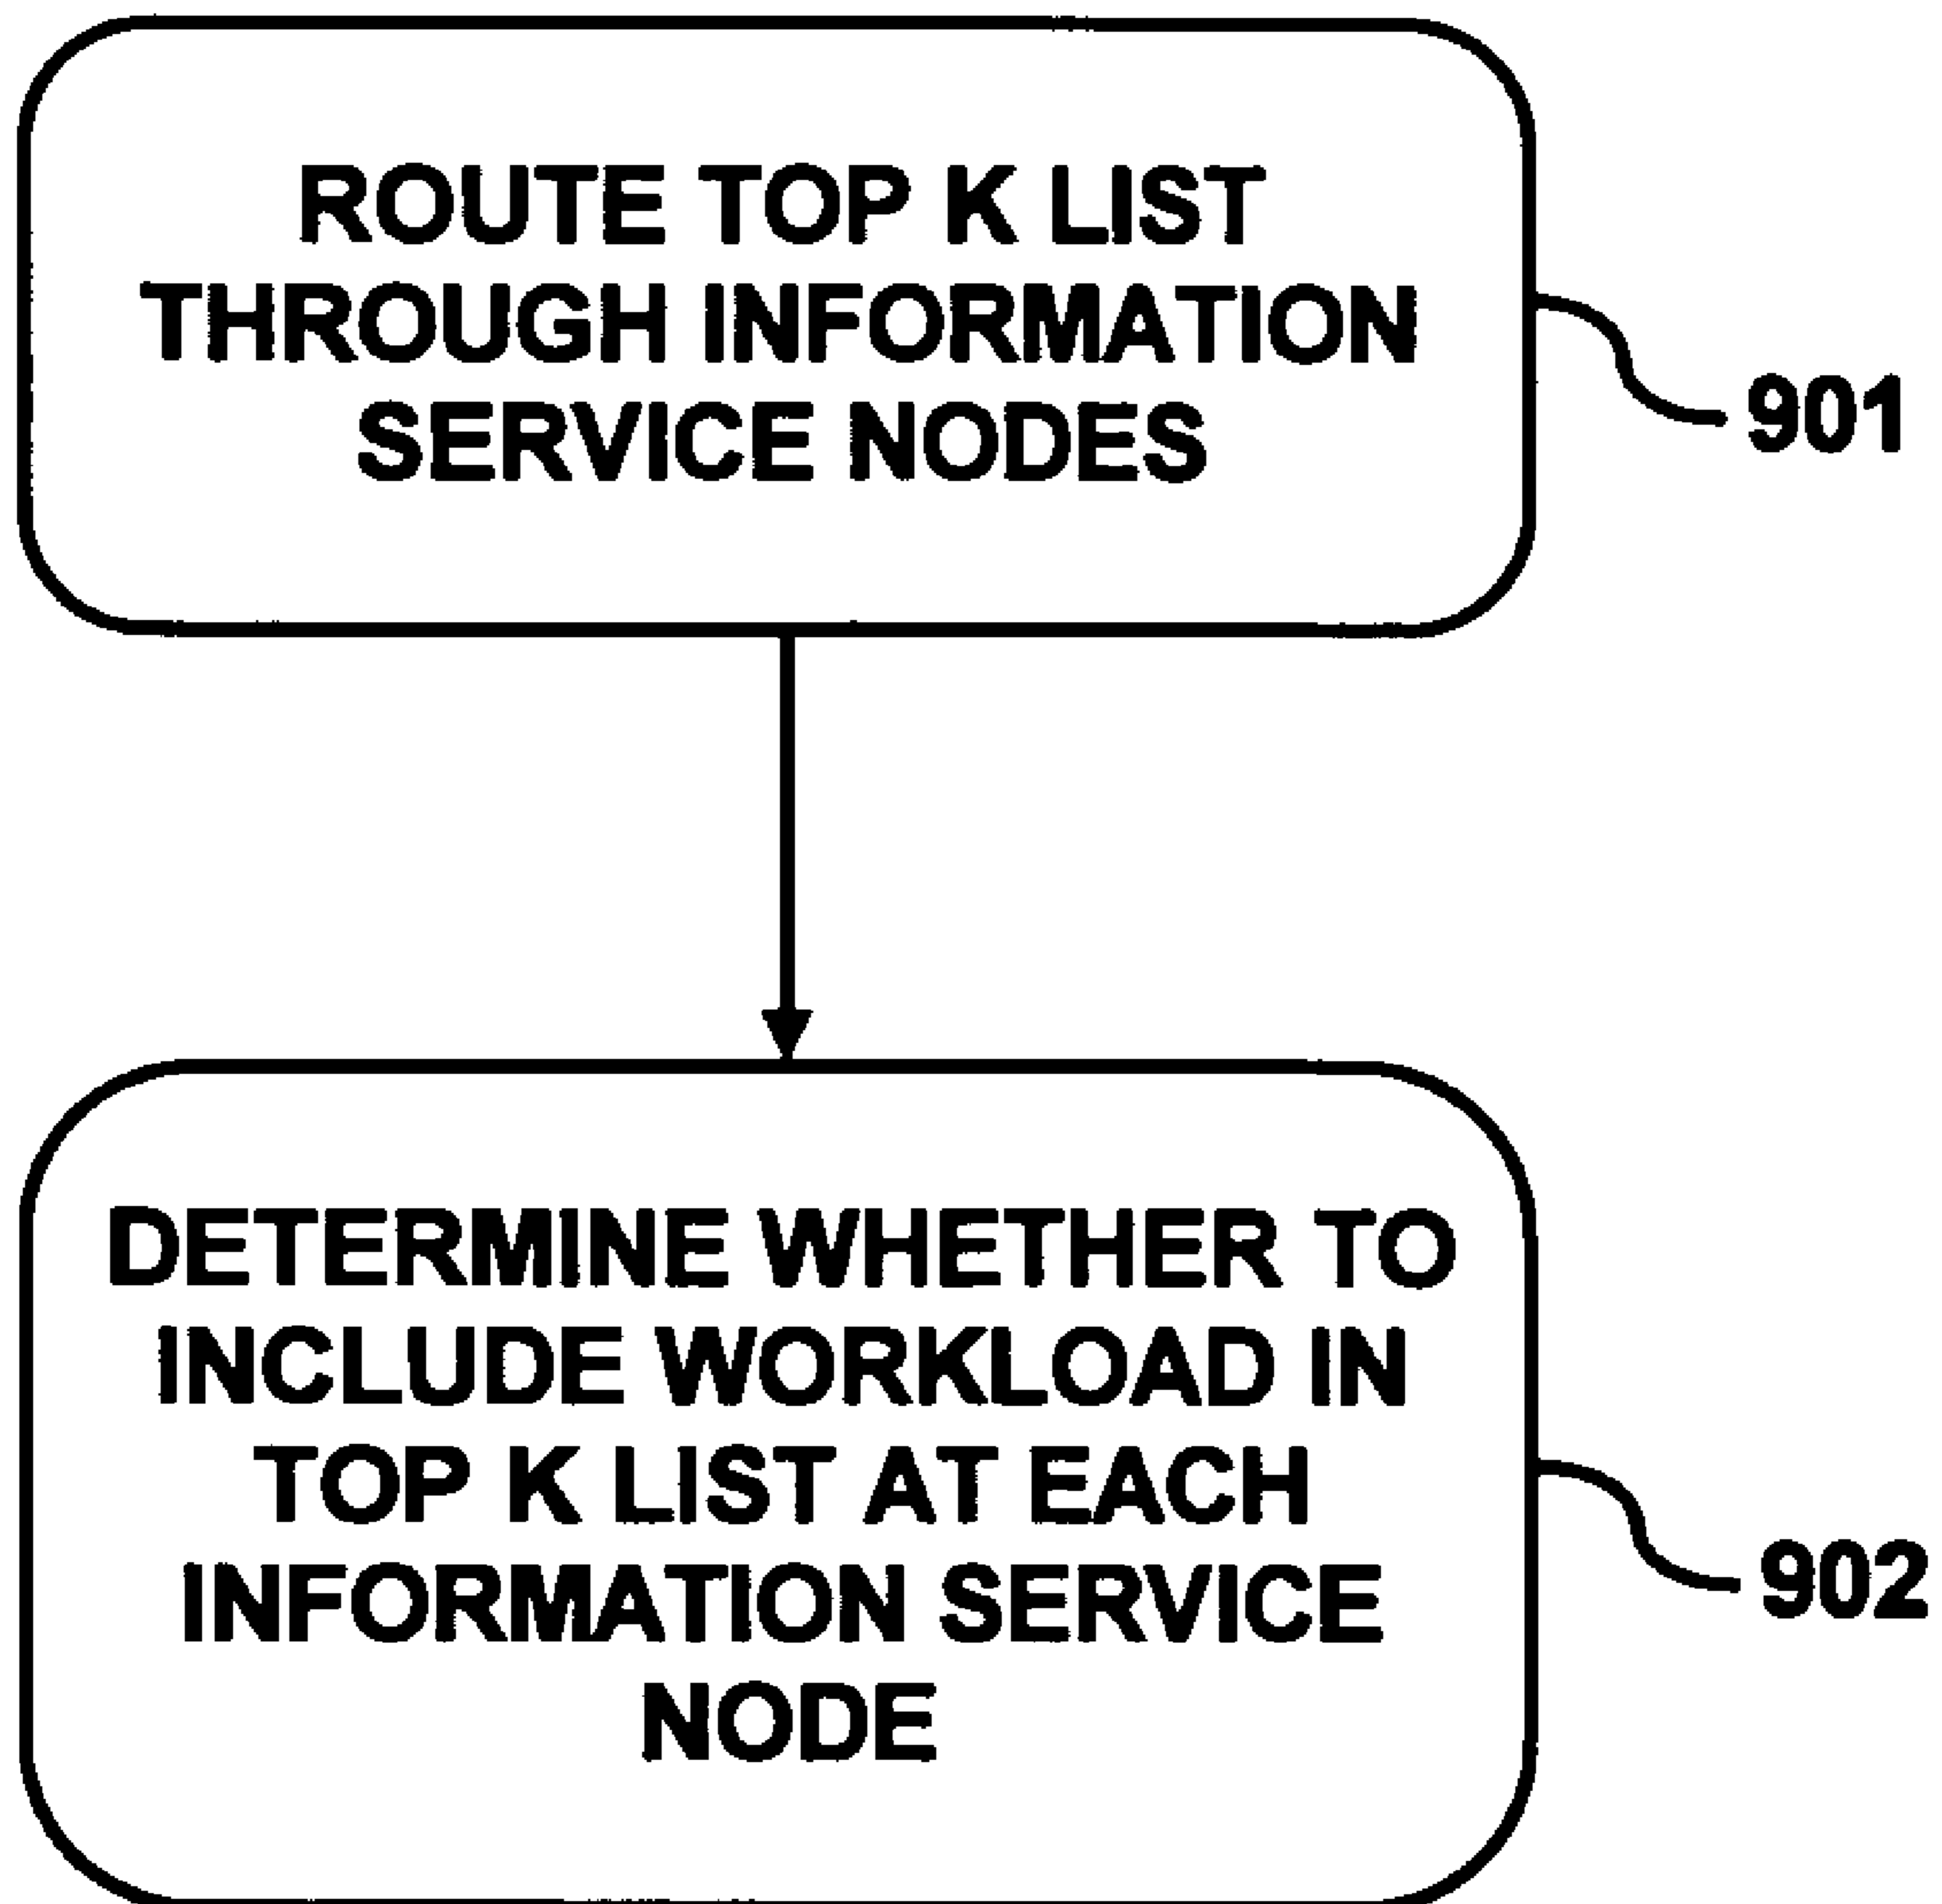 ROUTE TOP K LIST
THROUGH INFORMATION
SERVICE NODES
901
DETERMINE WHETHER TO
INCLUDE WORKLOAD IN
TOP K LIST AT EACH
INFORMATION SERVICE
NODE
902